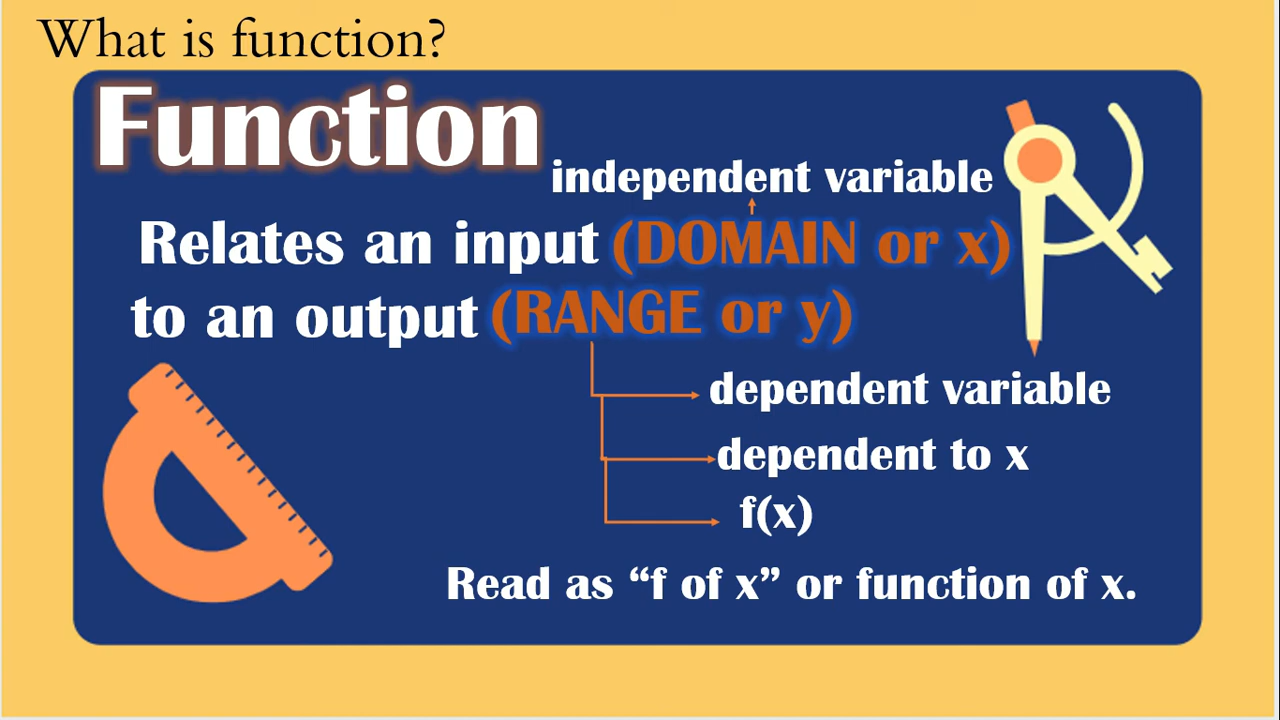 What is function?
Function
independent variable
Relates an input (DOMAIN or x)
to an output (RANGE or y)
dependent variable
dependent to x
f(x)
Read as “f of x” or function of x.